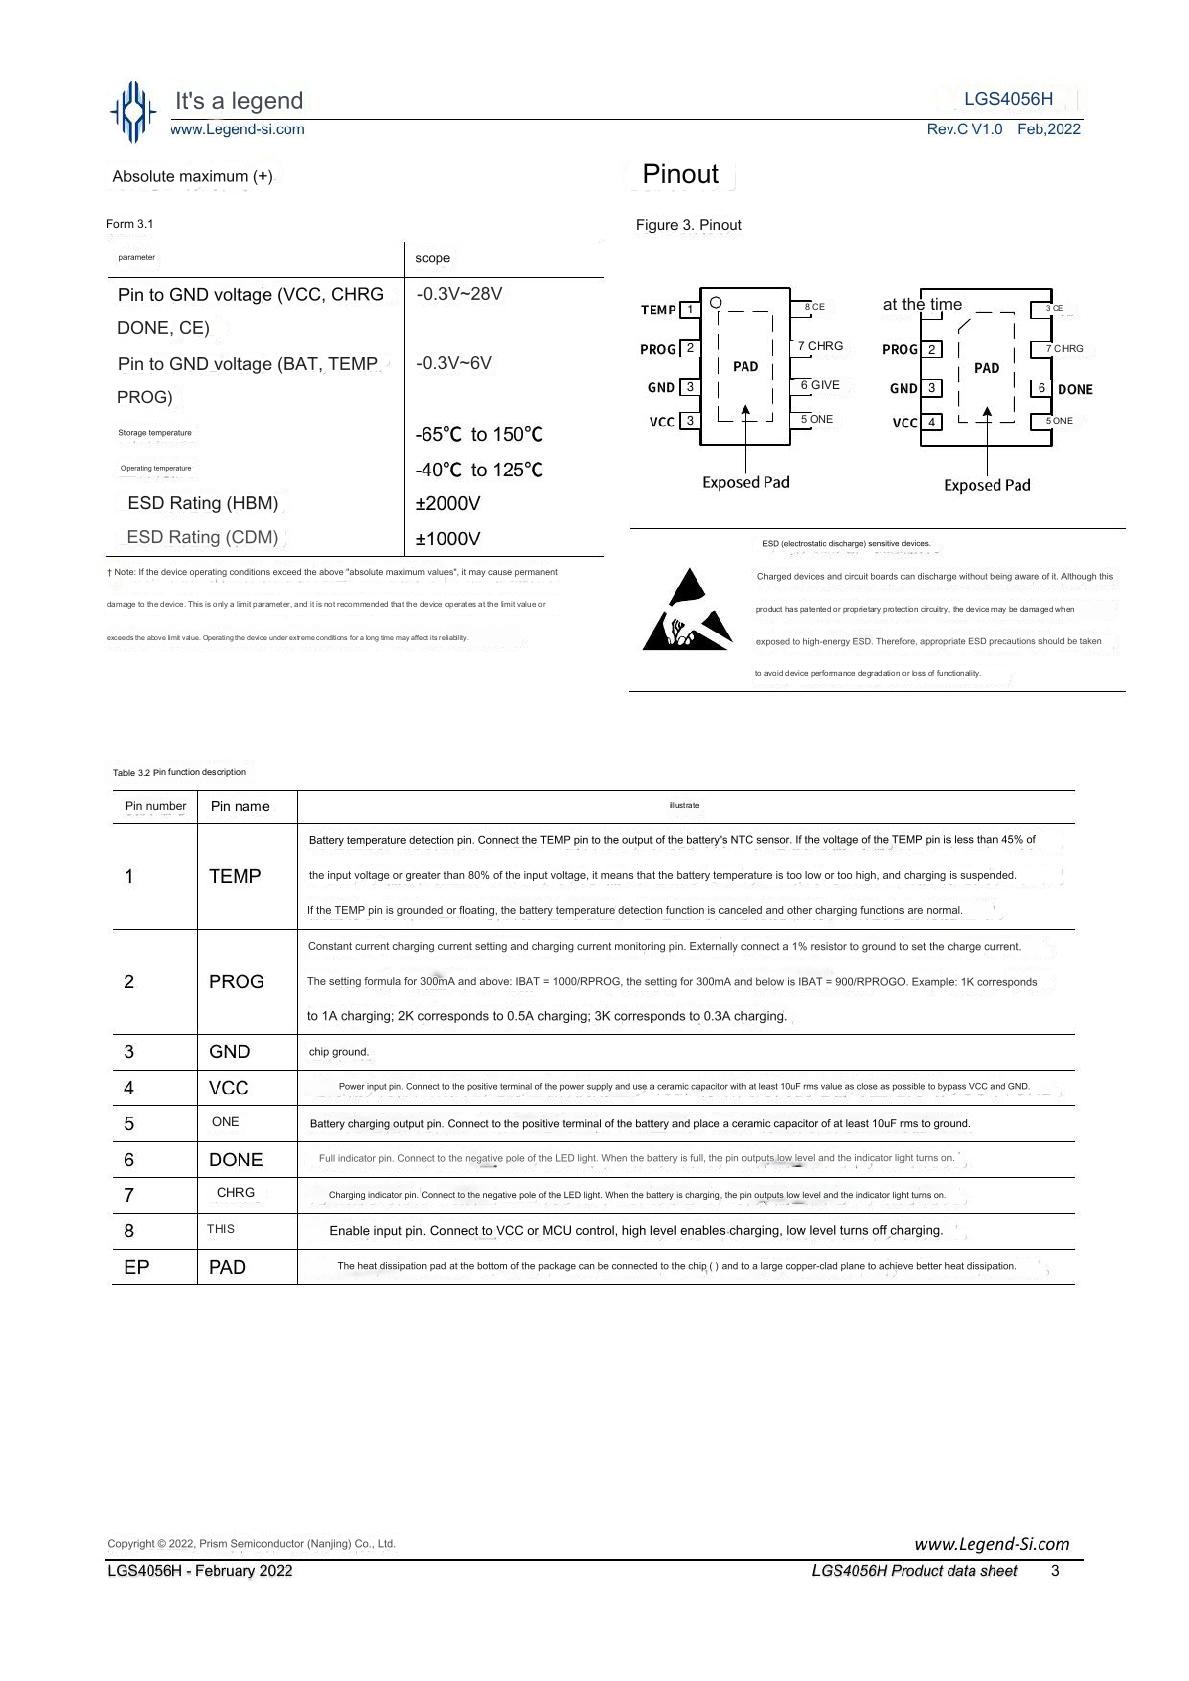 It's a legend
www.Legend-si.com
LGS4056H
Rev.C V1.0 Feb,2022
Absolute maximum (+)
Form 3.1
parameter scope
Pin to GND voltage (VCC, CHRG -0.3V~28V
DONE, CE)
Pin to GND voltage (BAT, TEMP -0.3V~6V
PROG)
Storage temperature -65℃ to 150℃
Operating temperature -40℃ to 125℃
ESD Rating (HBM) ±2000V
ESD Rating (CDM) ±1000V
† Note: If the device operating conditions exceed the above "absolute maximum values", it may cause permanent
damage to the device. This is only a limit parameter, and it is not recommended that the device operates at the limit value or
exceeds the above limit value. Operating the device under extreme conditions for a long time may affect its reliability.
Pinout
Figure 3. Pinout
TEMP 1 8 CE
PROG 2 7 CHRG
PAD
GND 3 6 GIVE
VCC 3 5 ONE
Exposed Pad
at the time 3 CE
PROG 2 7 CHRG
PAD
GND 3 6 DONE
VCC 4 5 ONE
Exposed Pad
ESD (electrostatic discharge) sensitive devices.
Charged devices and circuit boards can discharge without being aware of it. Although this
product has patented or proprietary protection circuitry, the device may be damaged when
exposed to high-energy ESD. Therefore, appropriate ESD precautions should be taken
to avoid device performance degradation or loss of functionality.
Table 3.2 Pin function description
Pin number Pin name illustrate
1 TEMP Battery temperature detection pin. Connect the TEMP pin to the output of the battery's NTC sensor. If the voltage of the TEMP pin is less than 45% of
the input voltage or greater than 80% of the input voltage, it means that the battery temperature is too low or too high, and charging is suspended.
If the TEMP pin is grounded or floating, the battery temperature detection function is canceled and other charging functions are normal.
2 PROG Constant current charging current setting and charging current monitoring pin. Externally connect a 1% resistor to ground to set the charge current.
The setting formula for 300mA and above: IBAT = 1000/RPROG, the setting for 300mA and below is IBAT = 900/RPROGO. Example: 1K corresponds
to 1A charging; 2K corresponds to 0.5A charging; 3K corresponds to 0.3A charging.
3 GND chip ground.
4 VCC Power input pin. Connect to the positive terminal of the power supply and use a ceramic capacitor with at least 10uF rms value as close as possible to bypass VCC and GND.
5 ONE Battery charging output pin. Connect to the positive terminal of the battery and place a ceramic capacitor of at least 10uF rms to ground.
6 DONE Full indicator pin. Connect to the negative pole of the LED light. When the battery is full, the pin outputs low level and the indicator light turns on.
7 CHRG Charging indicator pin. Connect to the negative pole of the LED light. When the battery is charging, the pin outputs low level and the indicator light turns on.
8 THIS Enable input pin. Connect to VCC or MCU control, high level enables charging, low level turns off charging.
EP PAD The heat dissipation pad at the bottom of the package can be connected to the chip ( ) and to a large copper-clad plane to achieve better heat dissipation.
Copyright © 2022, Prism Semiconductor (Nanjing) Co., Ltd.
www.Legend-Si.com
LGS4056H - February 2022
LGS4056H Product data sheet 3